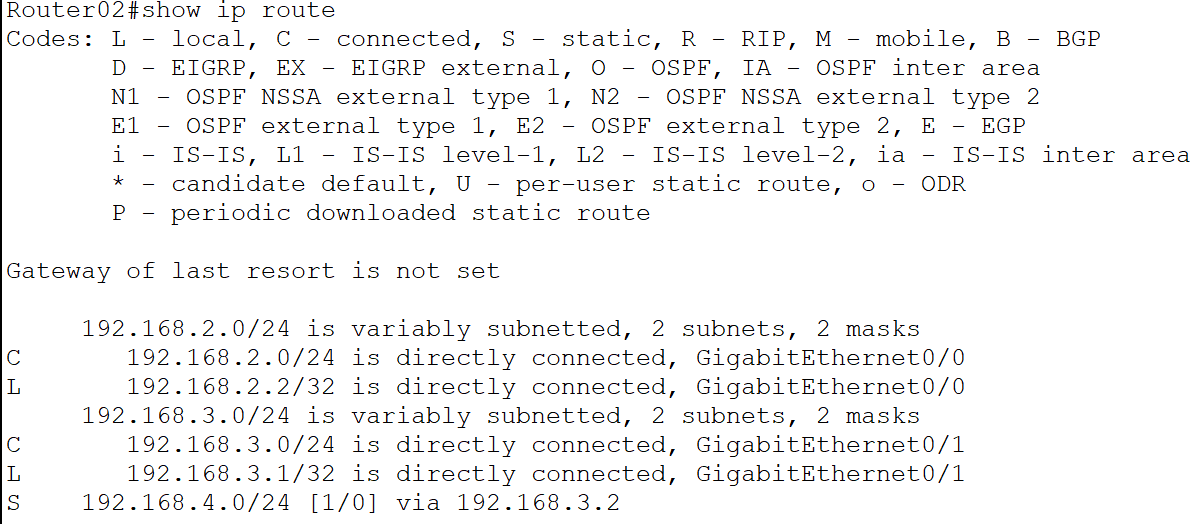 Router02#show ip route
Codes: L - local, C - connected, S - static, R - RIP, M - mobile, B - BGP
       D - EIGRP, EX - EIGRP external, O - OSPF, IA - OSPF inter area
       N1 - OSPF NSSA external type 1, N2 - OSPF NSSA external type 2
       E1 - OSPF external type 1, E2 - OSPF external type 2, E - EGP
       i - IS-IS, L1 - IS-IS level-1, L2 - IS-IS level-2, ia - IS-IS inter area
       * - candidate default, U - per-user static route, o - ODR
       P - periodic downloaded static route

Gateway of last resort is not set

     192.168.2.0/24 is variably subnetted, 2 subnets, 2 masks
C       192.168.2.0/24 is directly connected, GigabitEthernet0/0
L       192.168.2.2/32 is directly connected, GigabitEthernet0/0
     192.168.3.0/24 is variably subnetted, 2 subnets, 2 masks
C       192.168.3.0/24 is directly connected, GigabitEthernet0/1
L       192.168.3.1/32 is directly connected, GigabitEthernet0/1
S    192.168.4.0/24 [1/0] via 192.168.3.2